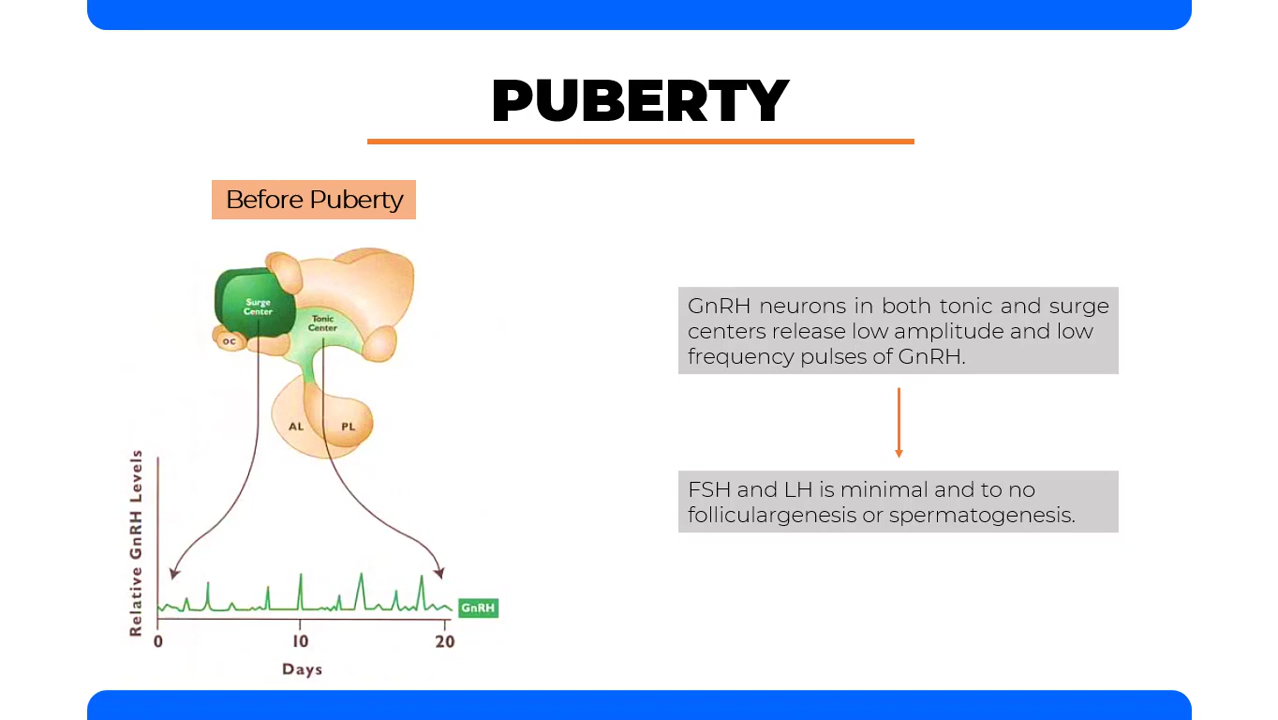 PUBERTY
Before Puberty
Surge
Center
Tonic
Center
OC
AL
PL
Relative GnRH Levels
GnRH
0
10
20
Days
GnRH neurons in both tonic and surge
centers release low amplitude and low
frequency pulses of GnRH.
FSH and LH is minimal and to no
folliculargenesis or spermatogenesis.